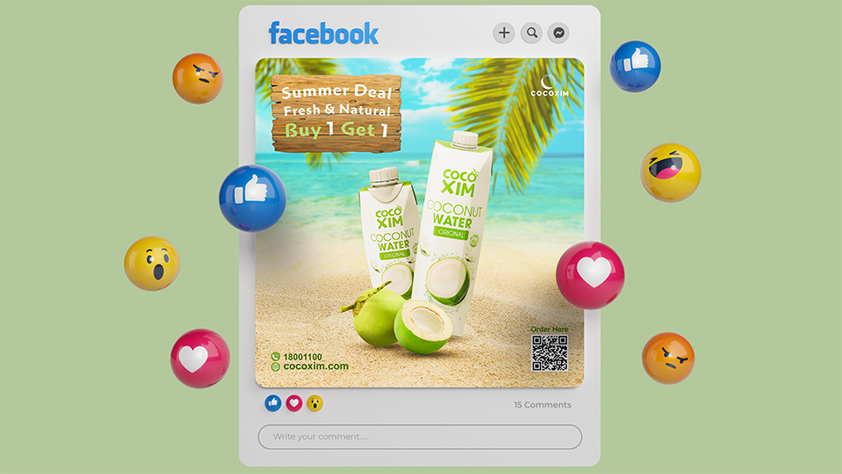 facebook
Summer Deal
Fresh & Natural
Buy 1 Get 1
COCOXIM
COCO
XIM
COCONUT
WATER
ORIGINAL
COCO
XIM
COCONUT
WATER
ORIGINAL
Order Here
18001100
cocoxim.com
15 Comments
Write your comment....